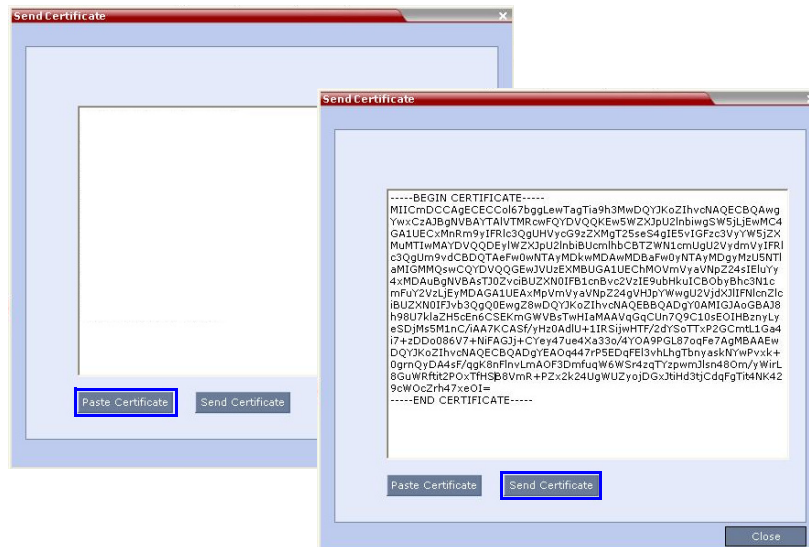 Send Certificate
Paste Certificate
Send Certificate
Send Certificate
-----BEGIN CERTIFICATE-----
MIICmDCCAgECECCol67bggLewTagTia9h3MwDQYJKoZIhvcNAQECBQAwg
YwxCzAJBgNVBAYTAlVTMRcwFQYDVQQKEw5WZXJpU2lnbiwgSW5jLjEwMC4
GA1UECxMnRm9yIFRlc3QgUHVycG9zZXMgT25seS4gIE5vIGFzc3VyYW5jZX
MuMTIwMAYDVQQDEylWZXJpU2lnbiBUcmlhbCBTZWN1cmUgU2VydmVyIFRl
c3QgUm9vdCBDQTAeFw0wNTAyMDkwMDAwMDBaFw0yNTAyMDgyMzU5NTl
aMIGMMQswCQYDVQQGEwJVUzEXMBUGA1UEChMOVmVyaVNpZ24sIEluYy
4xMDAuBgNVBAsTJ0ZvciBUZXN0IFB1cnBvc2VzIE9ubHkuICBObyBhc3N1c
mFuY2VzLjEyMDAGA1UEAxMpVmVyaVNpZ24gVHJpYWwgU2VjdXJlIFNlcnZlc
iBUZXN0IFJvb3QgQ0EwgZ8wDQYJKoZIhvcNAQEBBQADgY0AMIGJAoGBAJ8
h98U7klaZH5cEn6CSEKmGWVBsTwHIaMAAVqGqCUn7Q9C10sEOIHBznyLy
eSDjMs5M1nC/iAA7KCASf/yHz0AdlU+1IRSijwHTF/2dYSoTTxP2GCmtL1Ga4
i7+zDDo086V7+NiFAGJj+CYey47ue4Xa33o/4YOA9PGL87oqFe7AgMBAAEw
DQYJKoZIhvcNAQECBQADgYEAOq447rP5EDqFEl3vhLhgTbnyaskNYwPvxk+
0grnQyDA4sF/qgK8nFlnvLmAOF3DmfuqW6WSr4zqTYzpwmJlsn48Om/yWirL
8GuWRftit2POxTfHSB8VmR+PZx2k24UgWUZyojDGxJtiHd3tjCdqFgTit4NK42
9cWOcZrh47xeOI=
-----END CERTIFICATE-----
Paste Certificate
Send Certificate
Close